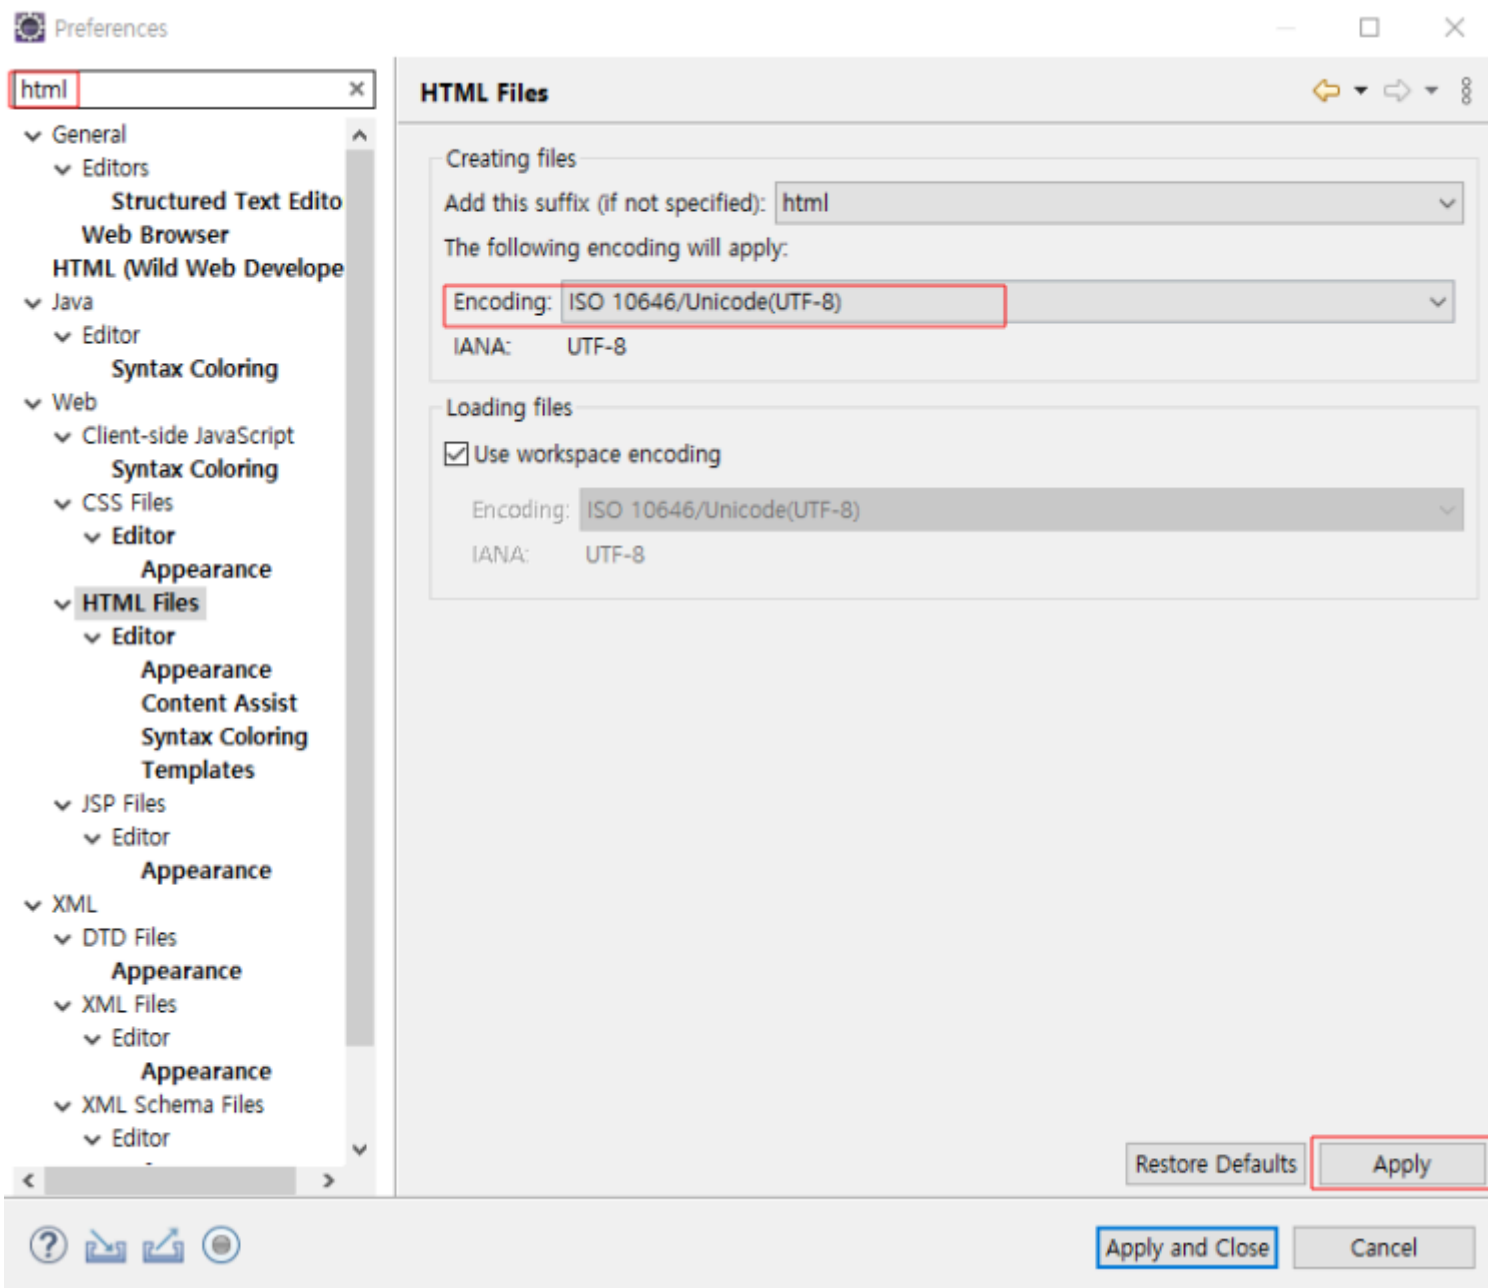 Preferences
html
General
Editors
Structured Text Edito
Web Browser
HTML (Wild Web Develope
Java
Editor
Syntax Coloring
Web
Client-side JavaScript
Syntax Coloring
CSS Files
Editor
Appearance
HTML Files
Editor
Appearance
Content Assist
Syntax Coloring
Templates
JSP Files
Editor
Appearance
XML
DTD Files
Appearance
XML Files
Editor
Appearance
XML Schema Files
Editor
HTML Files
Creating files
Add this suffix (if not specified): html
The following encoding will apply:
Encoding: ISO 10646/Unicode(UTF-8)
IANA: UTF-8
Loading files
Use workspace encoding
Encoding: ISO 10646/Unicode(UTF-8)
IANA: UTF-8
Restore Defaults Apply
Apply and Close Cancel